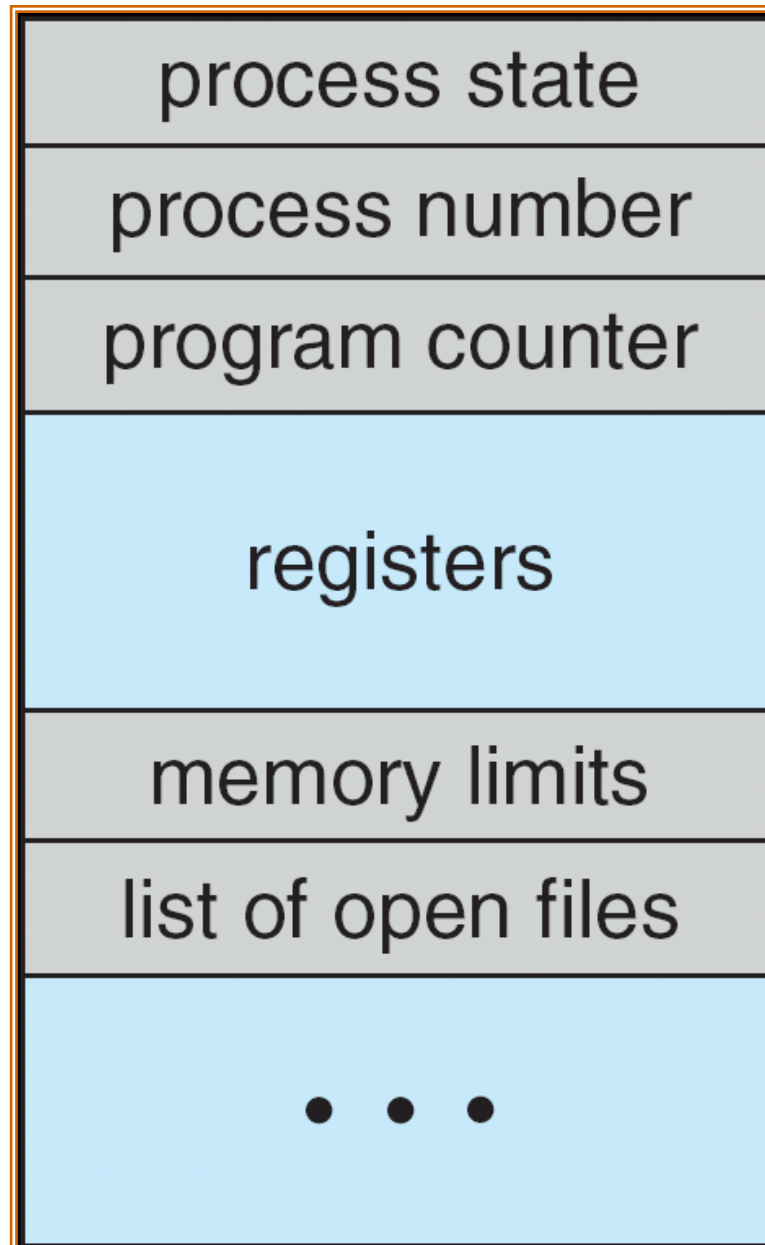 process state
process number
program counter
registers
memory limits
list of open files
• • •